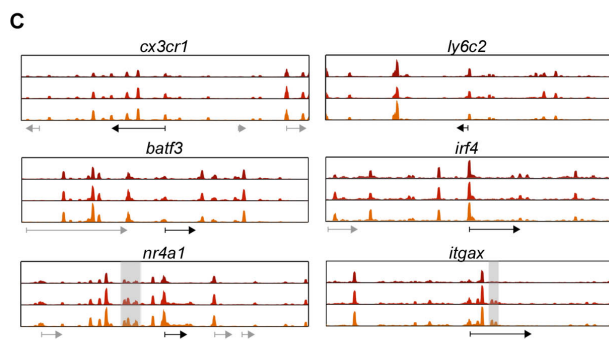 C
cx3cr1
ly6c2
batf3
irf4
nr4a1
itgax